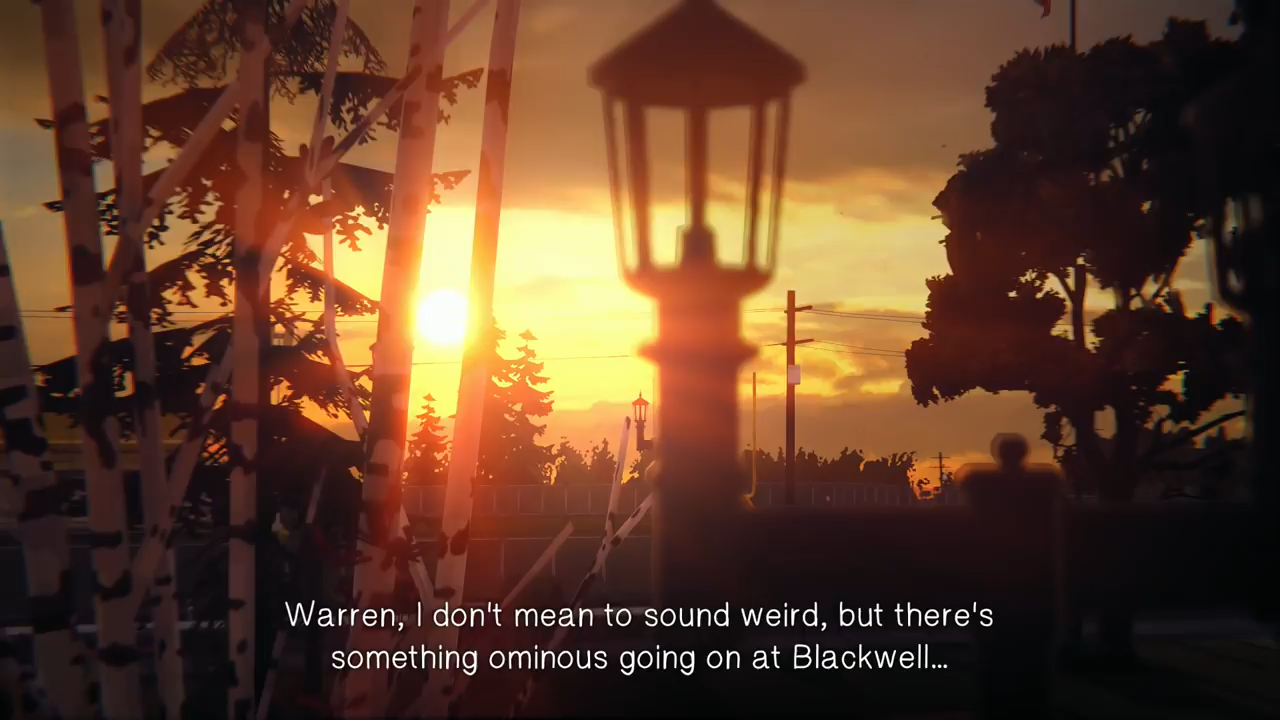 Warren, I don't mean to sound weird, but there's
something ominous going on at Blackwell...